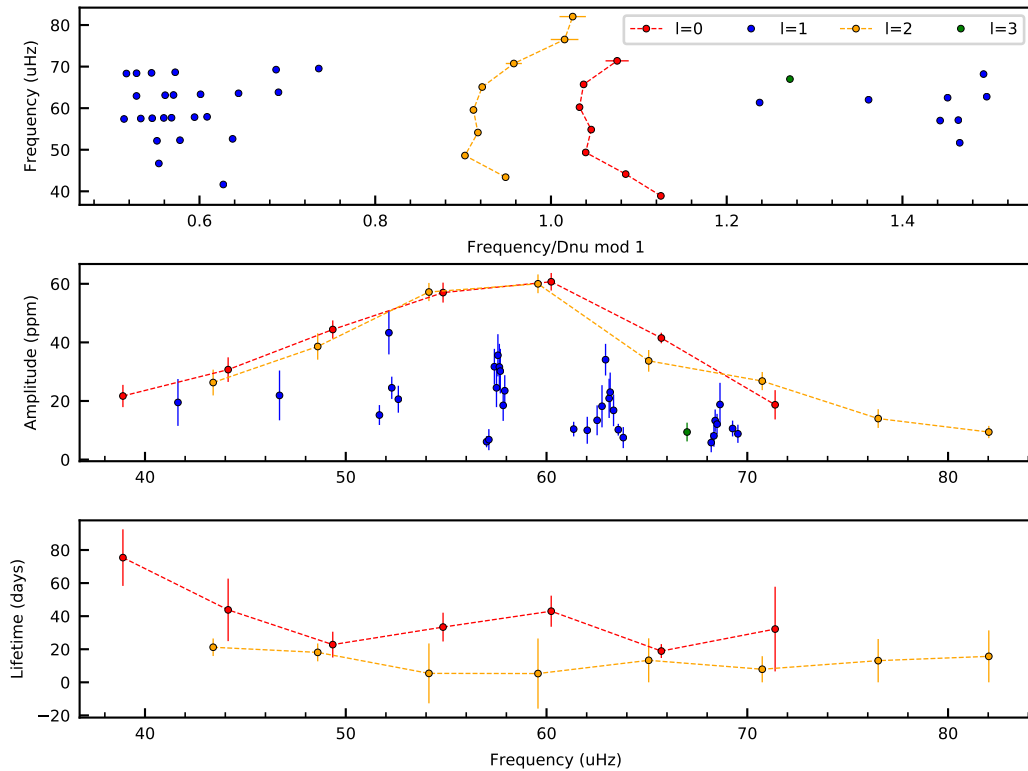 80
70
60
50
40
Frequency (uHz)
l=0 l=1 l=2 l=3
0.6 0.8 1.0 1.2 1.4
Frequency/Dnu mod 1
60
40
20
0
Amplitude (ppm)
40 50 60 70 80
80
60
40
20
0
−20
Lifetime (days)
40 50 60 70 80
Frequency (uHz)